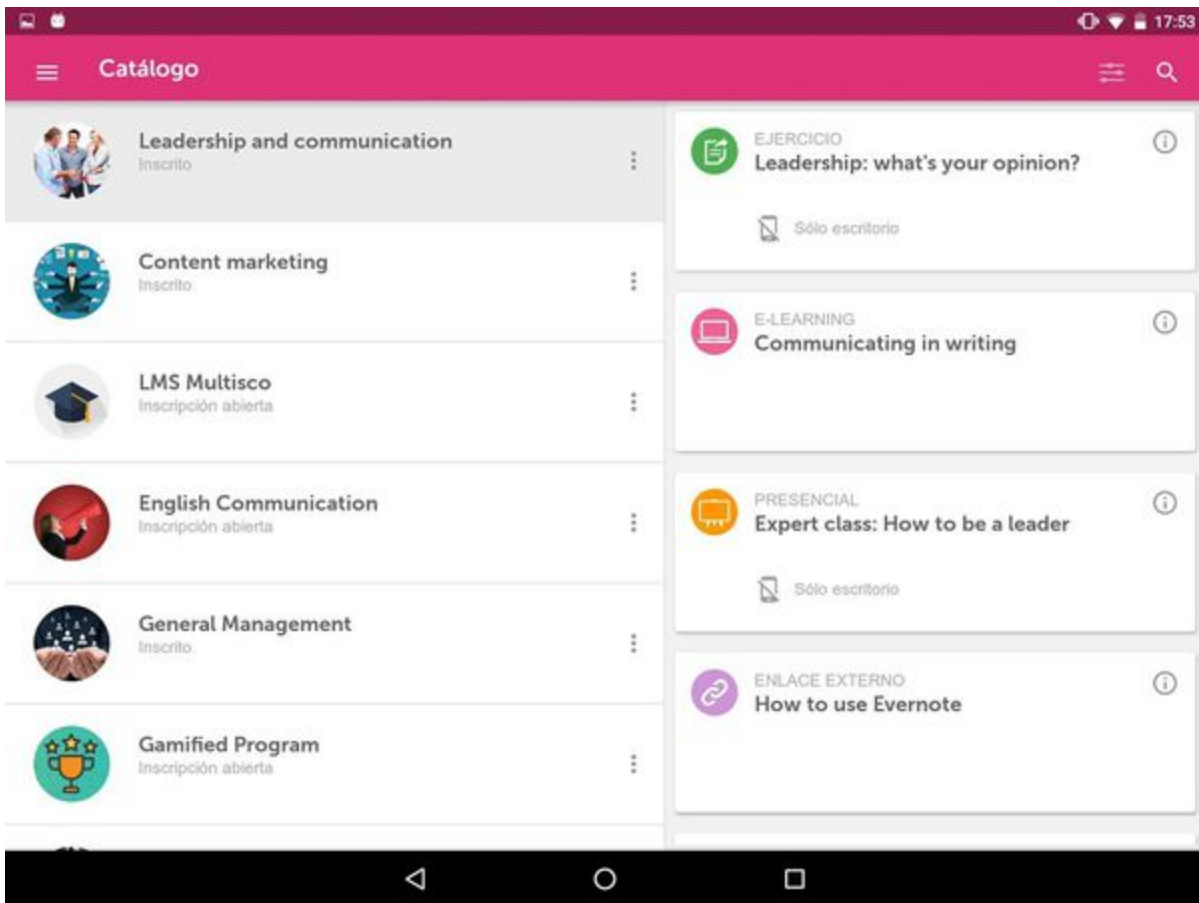 17:53
Catálogo
Leadership and communication
Inscrito
Content marketing
Inscrito
LMS Multisco
Inscripción abierta
English Communication
Inscripción abierta
General Management
Inscrito
Gamified Program
Inscripción abierta
EJERCICIO
Leadership: what's your opinion?
Sólo escritorio
E-LEARNING
Communicating in writing
PRESENCIAL
Expert class: How to be a leader
Sólo escritorio
ENLACE EXTERNO
How to use Evernote